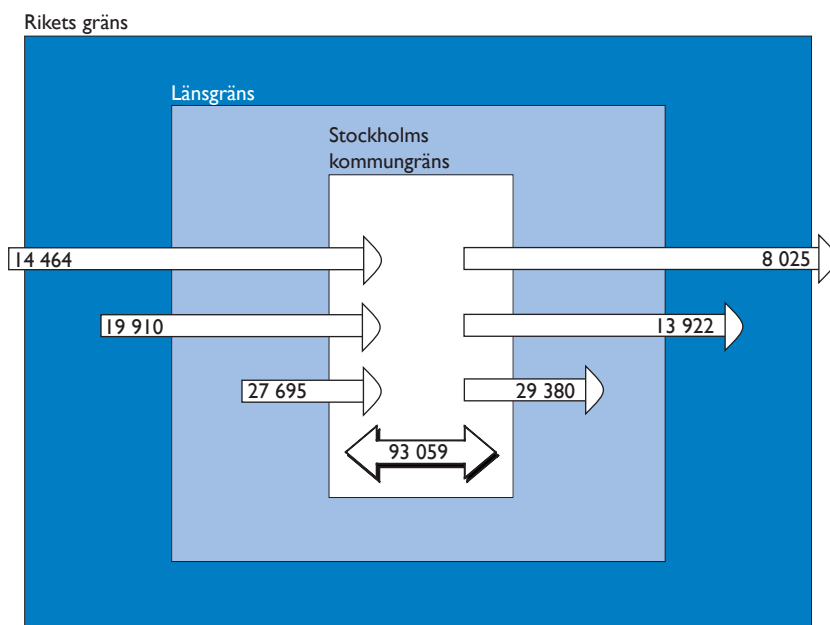 Rikets gräns
Länsgräns
Stockholms
kommungräns
14 464
8 025
19 910
13 922
27 695
29 380
93 059